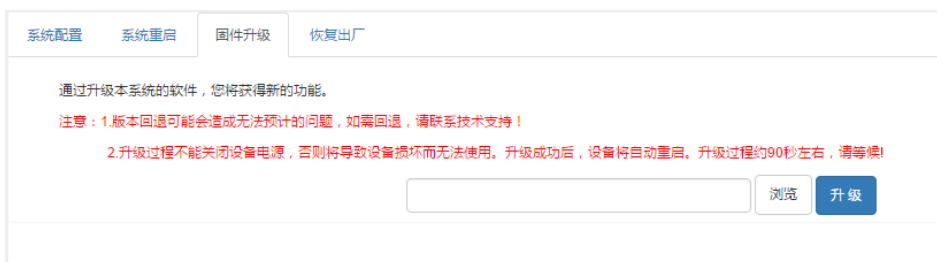 系统配置 系统重启 固件升级 恢复出厂
通过升级本系统的软件，您将获得新的功能。
注意：1.版本回退可能会造成无法预计的问题，如需回退，请联系技术支持！
2.升级过程不能关闭设备电源，否则将导致设备损坏而无法使用。升级成功后，设备将自动重启。升级过程约90秒左右，请等候!
浏览 升级